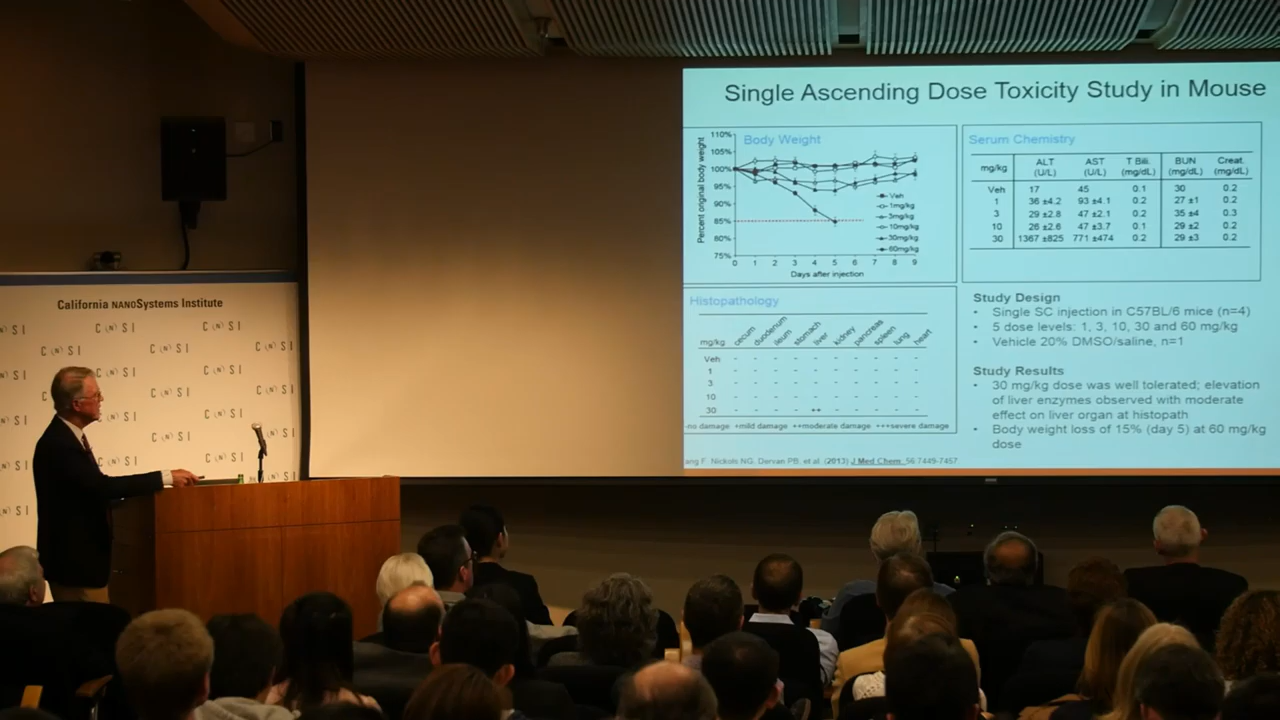 Single Ascending Dose Toxicity Study in Mouse
Body Weight
Percent original body weight
110%
105%
100%
95%
90%
85%
80%
75%
0 1 2 3 4 5 6 7 8 9
Days after injection
Veh
1mg/kg
3mg/kg
10mg/kg
30mg/kg
60mg/kg
Serum Chemistry
mg/kg ALT (U/L) AST (U/L) T Bili. (mg/dL) BUN (mg/dL) Creat. (mg/dL)
Veh 17 45 0.1 30 0.2
1 36 ±4.2 93 ±4.1 0.2 27 ±1 0.2
3 29 ±2.8 47 ±2.1 0.2 35 ±4 0.3
10 26 ±2.6 47 ±3.7 0.1 29 ±2 0.2
30 1367 ±825 771 ±474 0.2 29 ±3 0.2
Histopathology
mg/kg cecum duodenum ileum stomach liver kidney pancreas spleen lung heart
Veh - - - - - - - - - -
1 - - - - - - - - - -
3 - - - - - - - - - -
10 - - - - - - - - - -
30 - - - - ** - - - - -
-no damage +mild damage ++moderate damage +++severe damage
Study Design
• Single SC injection in C57BL/6 mice (n=4)
• 5 dose levels: 1, 3, 10, 30 and 60 mg/kg
• Vehicle 20% DMSO/saline, n=1
Study Results
• 30 mg/kg dose was well tolerated; elevation
of liver enzymes observed with moderate
effect on liver organ at histopath
• Body weight loss of 15% (day 5) at 60 mg/kg
dose
ang F. Nickols NG, Dervan PB, et al. (2013) J Med Chem. 56:7449-7457.
California NANOSystems Institute
C (N) S I
C (N) S I
C (N) S I
C (N) S I
C (N) S I
C (N) S I
C (N) S I
C (N) S I
C (N) S I
C (N) S I
C (N) S I
C (N) S I